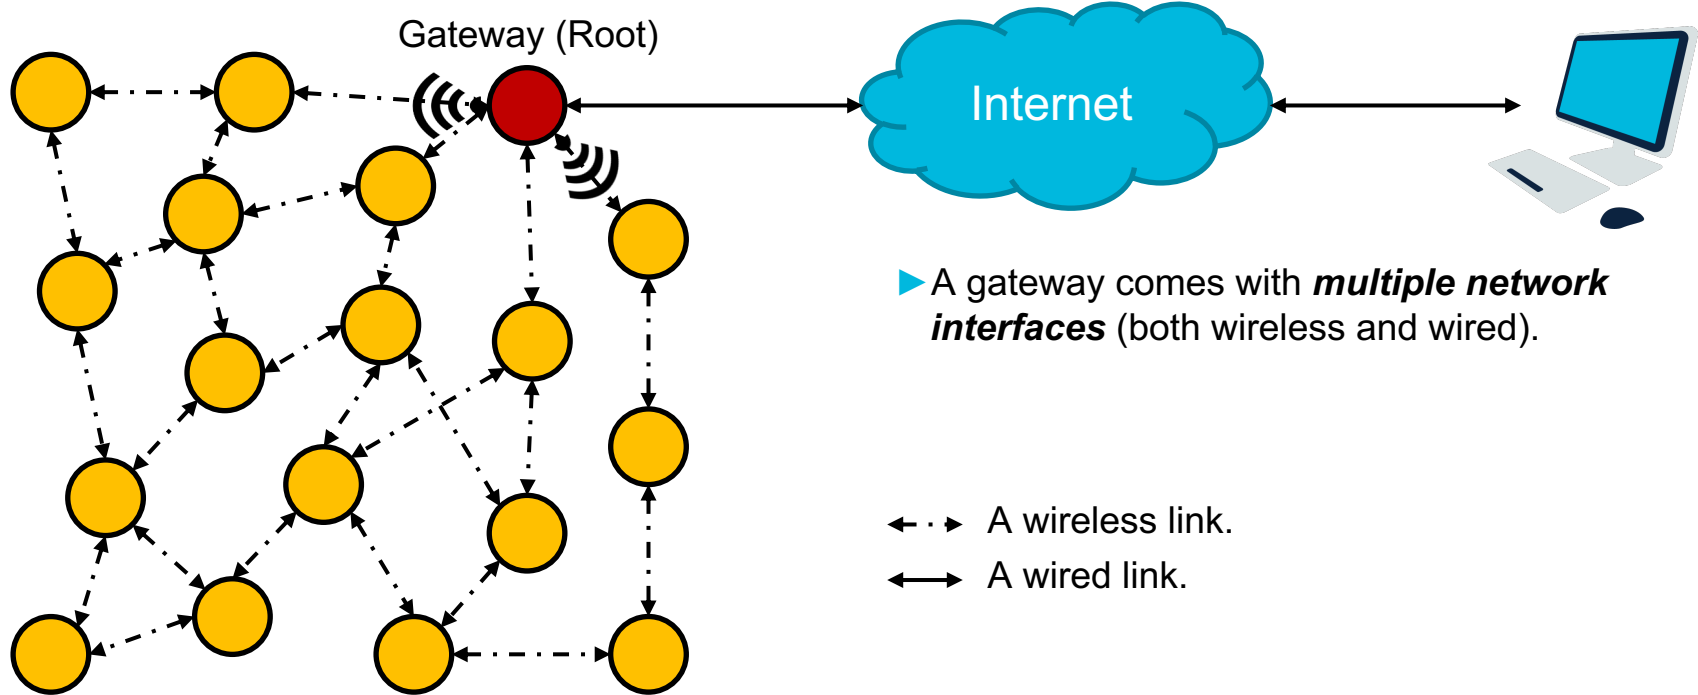 Gateway (Root)
Internet
A gateway comes with multiple network
interfaces (both wireless and wired).
A wireless link.
A wired link.